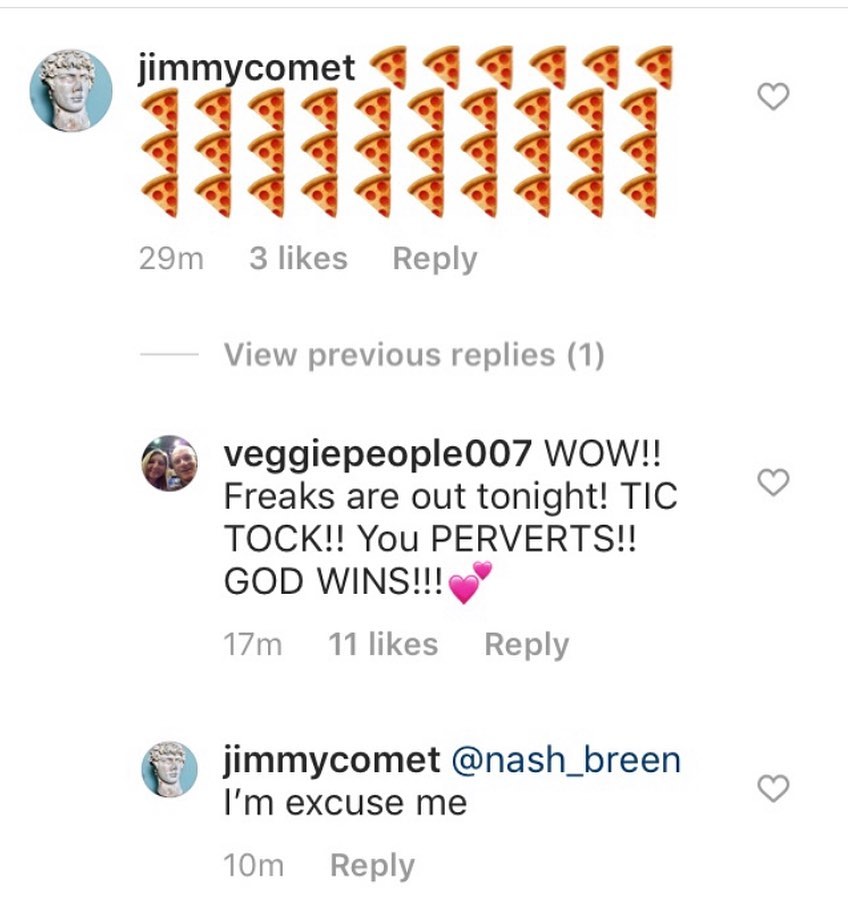 jimmycomet 🍕🍕🍕🍕🍕🍕
🍕🍕🍕🍕🍕🍕🍕🍕🍕🍕
🍕🍕🍕🍕🍕🍕🍕🍕🍕🍕
🍕🍕🍕🍕🍕🍕🍕🍕🍕🍕
29m 3 likes Reply
View previous replies (1)
veggiepeople007 WOW!!
Freaks are out tonight! TIC
TOCK!! You PERVERTS!!
GOD WINS!!!💕
17m 11 likes Reply
jimmycomet @nash_breen
I’m excuse me
10m Reply